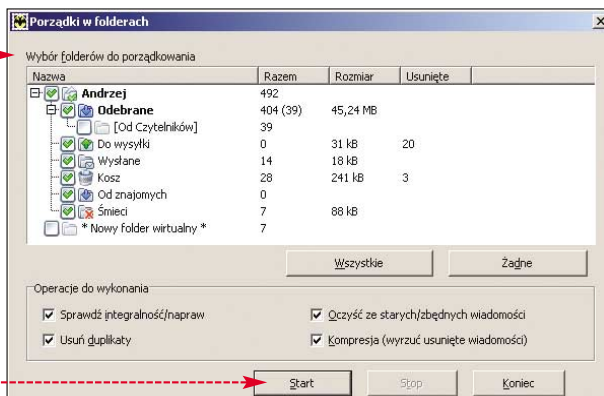 Porządki w folderach
Wybór folderów do porządkowania
Nazwa Razem Rozmiar Usunięte
Andrzej 492
Odebrane 404 (39) 45,24 MB
[Od Czytelników] 39
Do wysyłki 0 31 kB 20
Wysłane 14 18 kB
Kosz 28 241 kB 3
Od znajomych 0
Śmieci 7 88 kB
* Nowy folder wirtualny * 7
Wszystkie Żadne
Operacje do wykonania
Sprawdź integralność/napraw Oczyść ze starych/zbędnych wiadomości
Usuń duplikaty Kompresja (wyrzuć usunięte wiadomości)
Start Stop Koniec